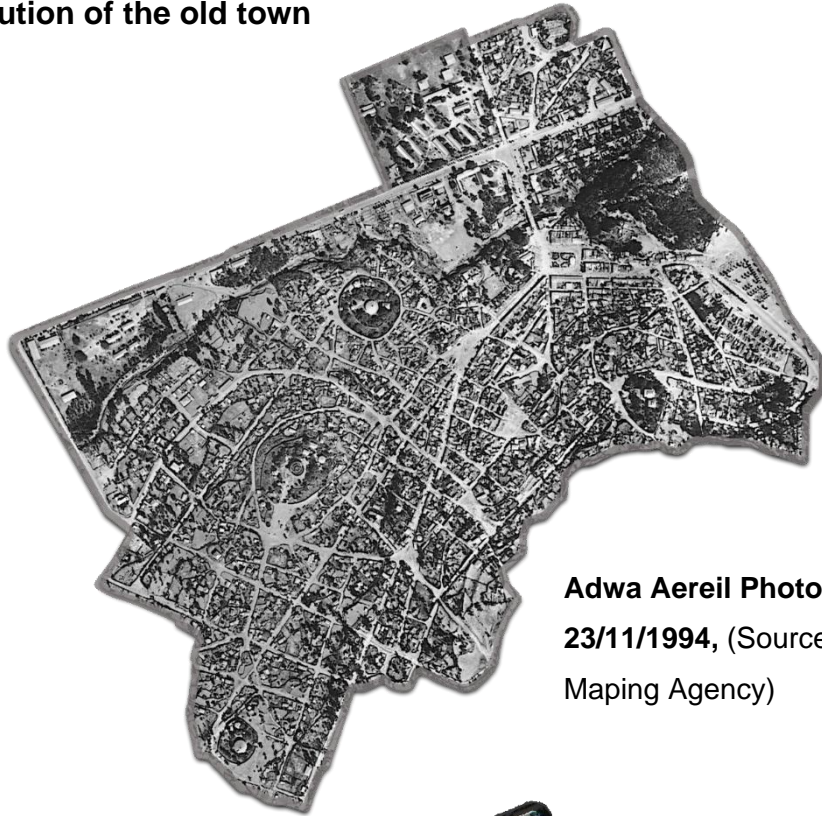 ution of the old town
Adwa Aereil Photo
23/11/1994, (Source
Maping Agency)